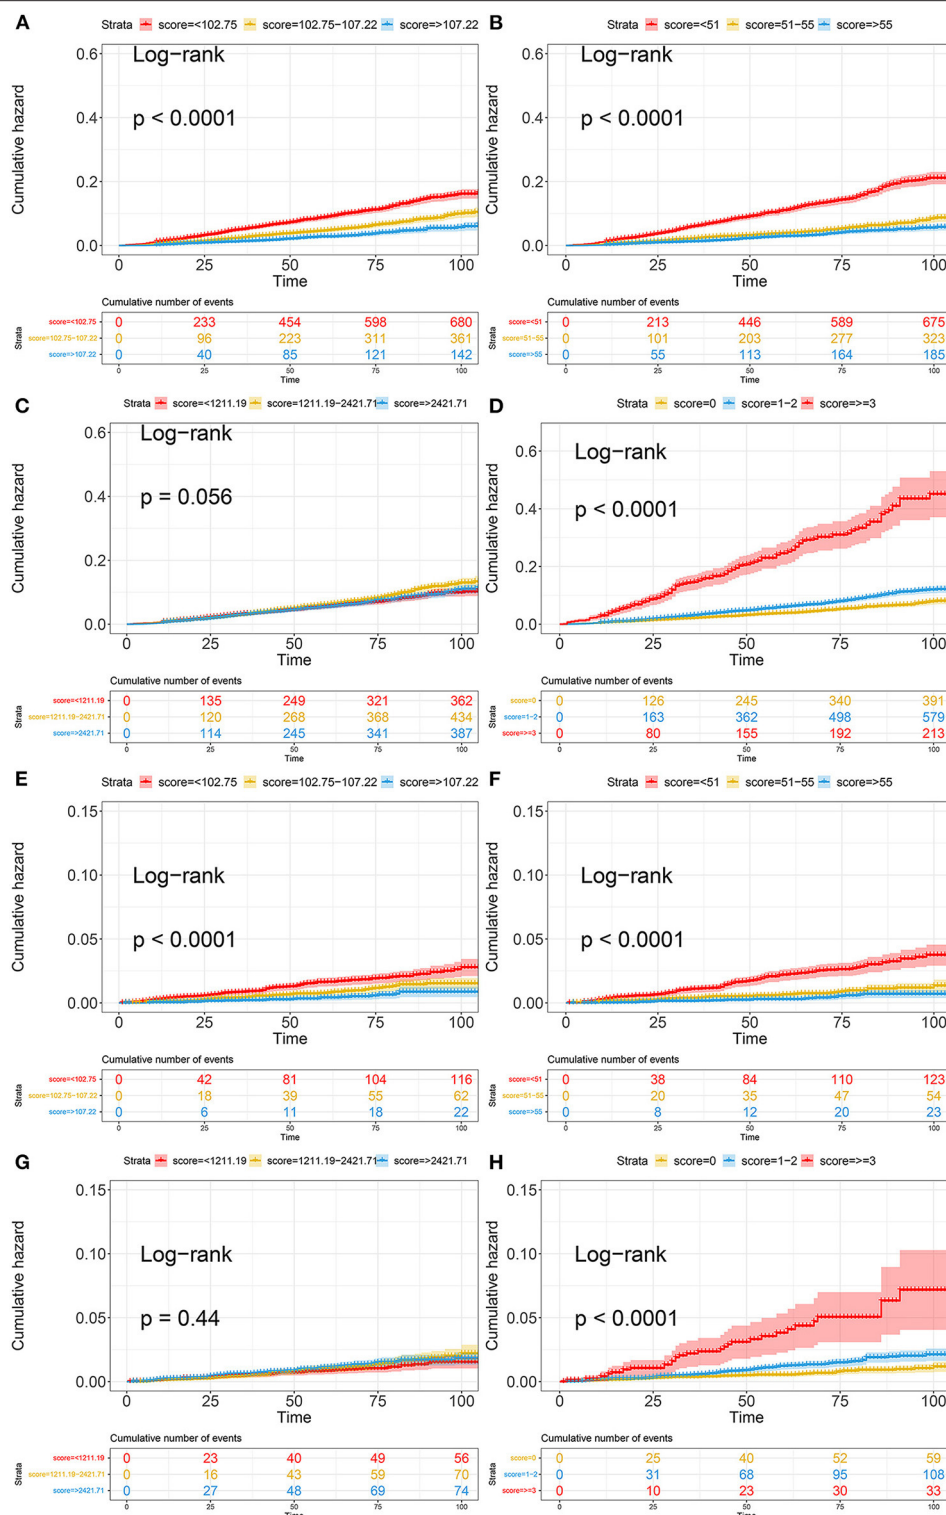 A
Strata score=<102.75 score=102.75−107.22 score=>107.22
Cumulative hazard
0.6
0.4
0.2
0.0
Log−rank
p < 0.0001
0 25 50 75 100
Time
Cumulative number of events
Strata
score=<102.75 0 233 454 598 680
score=102.75−107.22 0 96 223 311 361
score=>107.22 0 40 85 121 142
0 25 50 75 100
Time
B
Strata score=<51 score=51−55 score=>55
Cumulative hazard
0.6
0.4
0.2
0.0
Log−rank
p < 0.0001
0 25 50 75 100
Time
Cumulative number of events
Strata
score=<51 0 213 446 589 675
score=51−55 0 101 203 277 323
score=>55 0 55 113 164 185
0 25 50 75 100
Time
C
Strata score=<1211.19 score=1211.19−2421.71 score=>2421.71
Cumulative hazard
0.6
0.4
0.2
0.0
Log−rank
p = 0.056
0 25 50 75 100
Time
Cumulative number of events
Strata
score=<1211.19 0 135 249 321 362
score=1211.19−2421.71 0 120 268 368 434
score=>2421.71 0 114 245 341 387
0 25 50 75 100
Time
D
Strata score=0 score=1−2 score=>=3
Cumulative hazard
0.6
0.4
0.2
0.0
Log−rank
p < 0.0001
0 25 50 75 100
Time
Cumulative number of events
Strata
score=0 0 126 245 340 391
score=1−2 0 163 362 498 579
score=>=3 0 80 155 192 213
0 25 50 75 100
Time
E
Strata score=<102.75 score=102.75−107.22 score=>107.22
Cumulative hazard
0.15
0.10
0.05
0.00
Log−rank
p < 0.0001
0 25 50 75 100
Time
Cumulative number of events
Strata
score=<102.75 0 42 81 104 116
score=102.75−107.22 0 18 39 55 62
score=>107.22 0 6 11 18 22
0 25 50 75 100
Time
F
Strata score=<51 score=51−55 score=>55
Cumulative hazard
0.15
0.10
0.05
0.00
Log−rank
p < 0.0001
0 25 50 75 100
Time
Cumulative number of events
Strata
score=<51 0 38 84 110 123
score=51−55 0 20 35 47 54
score=>55 0 8 12 20 23
0 25 50 75 100
Time
G
Strata score=<1211.19 score=1211.19−2421.71 score=>2421.71
Cumulative hazard
0.15
0.10
0.05
0.00
Log−rank
p = 0.44
0 25 50 75 100
Time
Cumulative number of events
Strata
score=<1211.19 0 23 40 49 56
score=1211.19−2421.71 0 16 43 59 70
score=>2421.71 0 27 48 69 74
0 25 50 75 100
Time
H
Strata score=0 score=1−2 score=>=3
Cumulative hazard
0.15
0.10
0.05
0.00
Log−rank
p < 0.0001
0 25 50 75 100
Time
Cumulative number of events
Strata
score=0 0 25 40 52 59
score=1−2 0 31 68 95 108
score=>=3 0 10 23 30 33
0 25 50 75 100
Time